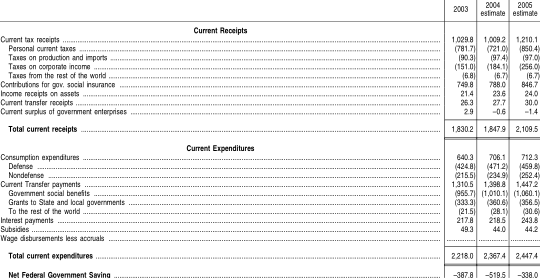 2003 2004 estimate 2005 estimate
Current Receipts
Current tax receipts 1,029.8 1,009.2 1,210.1
Personal current taxes (781.7) (721.0) (850.4)
Taxes on production and imports (90.3) (97.4) (97.0)
Taxes on corporate income (151.0) (184.1) (256.0)
Taxes from the rest of the world (6.8) (6.7) (6.7)
Contributions for gov. social insurance 749.8 788.0 846.7
Income receipts on assets 21.4 23.6 24.0
Current transfer receipts 26.3 27.7 30.0
Current surplus of government enterprises 2.9 –0.6 –1.4
Total current receipts 1,830.2 1,847.9 2,109.5
Current Expenditures
Consumption expenditures 640.3 706.1 712.3
Defense (424.8) (471.2) (459.8)
Nondefense (215.5) (234.9) (252.4)
Current Transfer payments 1,310.5 1,398.8 1,447.2
Government social benefits (955.7) (1,010.1) (1,060.1)
Grants to State and local governments (333.3) (360.6) (356.5)
To the rest of the world (21.5) (28.1) (30.6)
Interest payments 217.8 218.5 243.8
Subsidies 49.3 44.0 44.2
Wage disbursements less accruals
Total current expenditures 2,218.0 2,367.4 2,447.4
Net Federal Government Saving –387.8 –519.5 –338.0